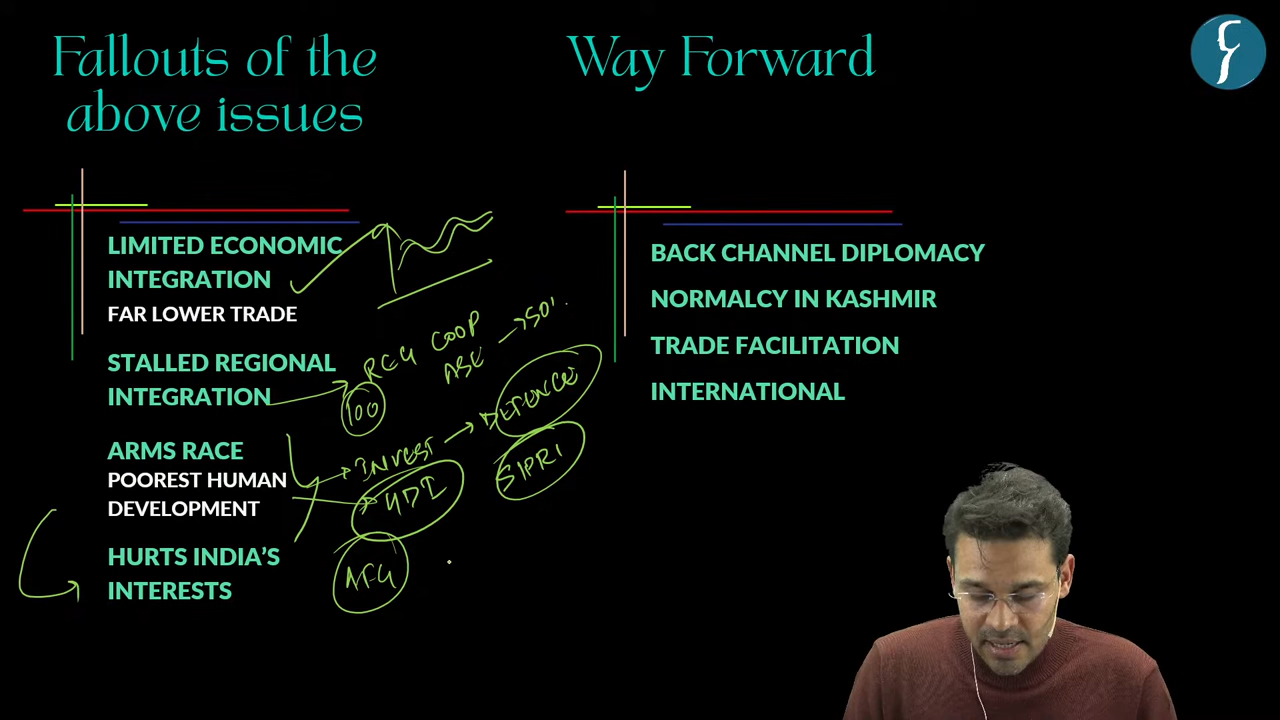 Fallouts of the
above issues
LIMITED ECONOMIC
INTEGRATION
FAR LOWER TRADE
STALLED REGIONAL
INTEGRATION
REG COOP
100
ARMS RACE
POOREST HUMAN
DEVELOPMENT
INVEST
DEFENCE
SIPRI
HDI
HURTS INDIA'S
INTERESTS
AFG
Way Forward
BACK CHANNEL DIPLOMACY
NORMALCY IN KASHMIR
TRADE FACILITATION
INTERNATIONAL